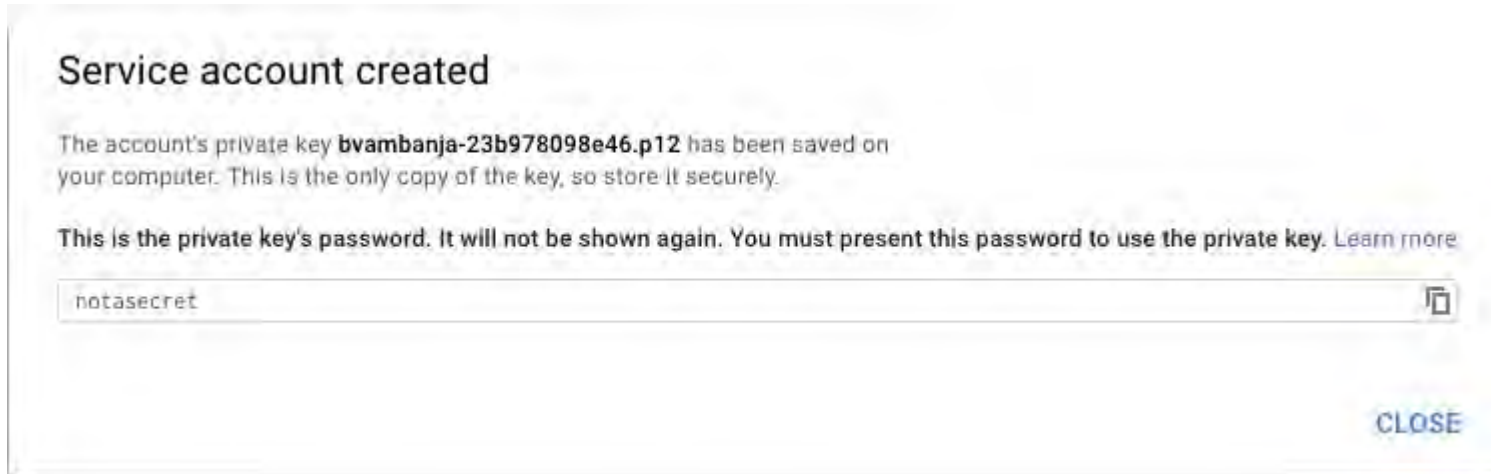 Service account created
The account's private key bvambanja-23b978098e46.p12 has been saved on
your computer. This is the only copy of the key, so store it securely.
This is the private key's password. It will not be shown again. You must present this password to use the private key. Learn more
notasecret
CLOSE